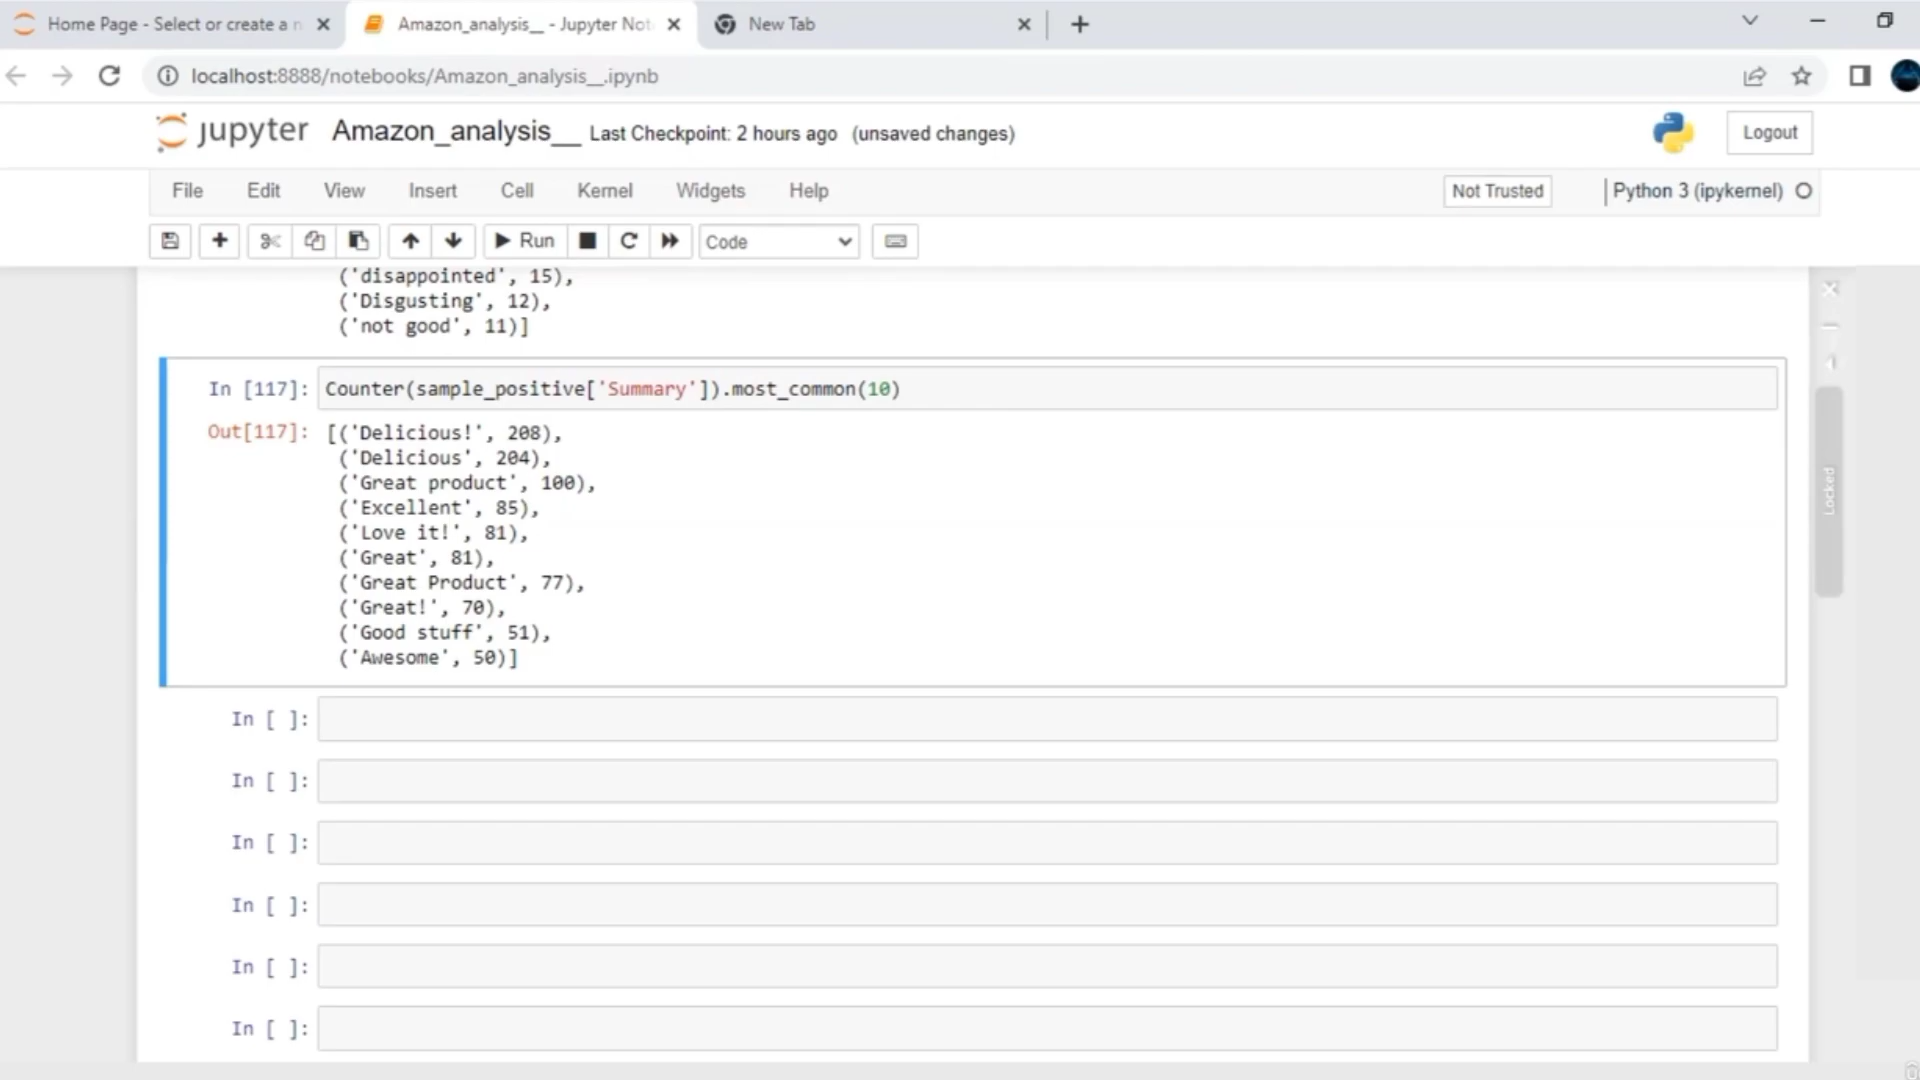 Home Page - Select or create a n
Amazon_analysis__ - Jupyter Not
New Tab
localhost:8888/notebooks/Amazon_analysis__.ipynb
jupyter Amazon_analysis__ Last Checkpoint: 2 hours ago (unsaved changes)
Logout
File Edit View Insert Cell Kernel Widgets Help
Not Trusted
Python 3 (ipykernel)
Run
Code
('disappointed', 15),
('Disgusting', 12),
('not good', 11)]
In [117]: Counter(sample_positive['Summary']).most_common(10)
Out[117]: [('Delicious!', 208),
('Delicious', 204),
('Great product', 100),
('Excellent', 85),
('Love it!', 81),
('Great', 81),
('Great Product', 77),
('Great!', 70),
('Good stuff', 51),
('Awesome', 50)]
Locked
In [ ]:
In [ ]:
In [ ]:
In [ ]:
In [ ]:
In [ ]: